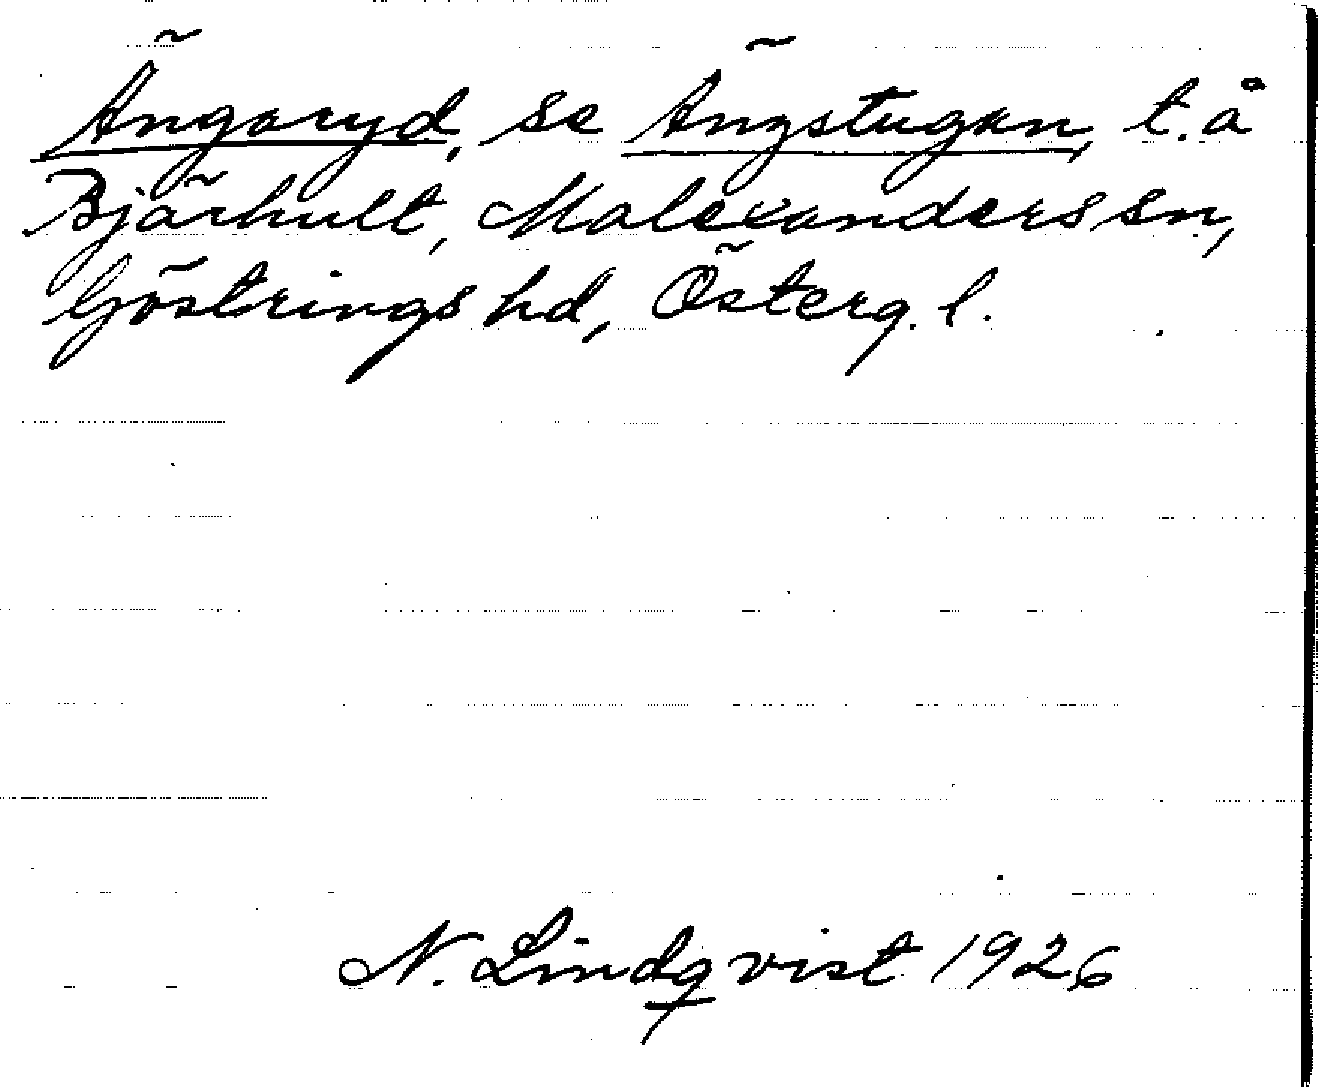 Ängaryd, se Ängstugan, t. å
Bjärhult, Malexanders sn,
Göstrings hd, Österg. l.
N. Lindqvist 1926